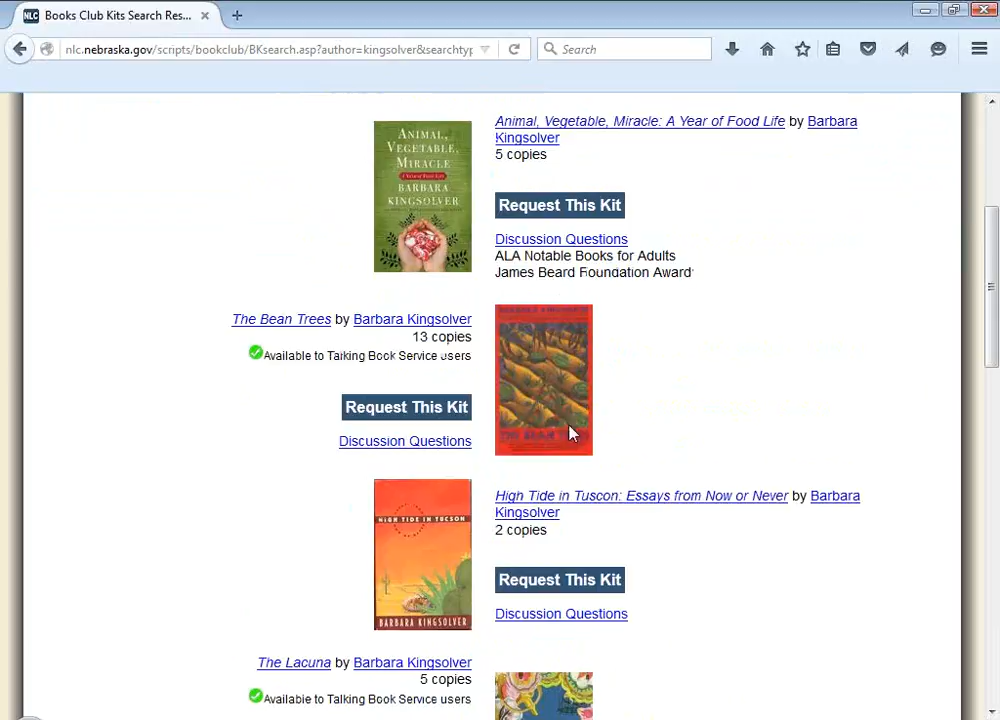 NLC Books Club Kits Search Res...
nlc.nebraska.gov/scripts/bookclub/BKsearch.asp?author=kingsolver&searchtyp
Search
ANIMAL,
VEGETABLE,
MIRACLE
BARBARA
KINGSOLVER
Animal, Vegetable, Miracle: A Year of Food Life by Barbara
Kingsolver
5 copies
Request This Kit
Discussion Questions
ALA Notable Books for Adults
James Beard Foundation Award
The Bean Trees by Barbara Kingsolver
13 copies
Available to Talking Book Service users
Request This Kit
Discussion Questions
HIGH TIDE IN TUCSON
BARBARA KINGSOLVER
High Tide in Tuscon: Essays from Now or Never by Barbara
Kingsolver
2 copies
Request This Kit
Discussion Questions
The Lacuna by Barbara Kingsolver
5 copies
Available to Talking Book Service users